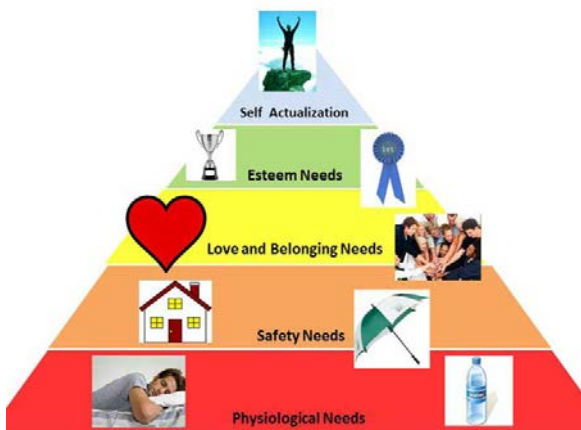 Self Actualization
1st
Esteem Needs
Love and Belonging Needs
Safety Needs
Physiological Needs